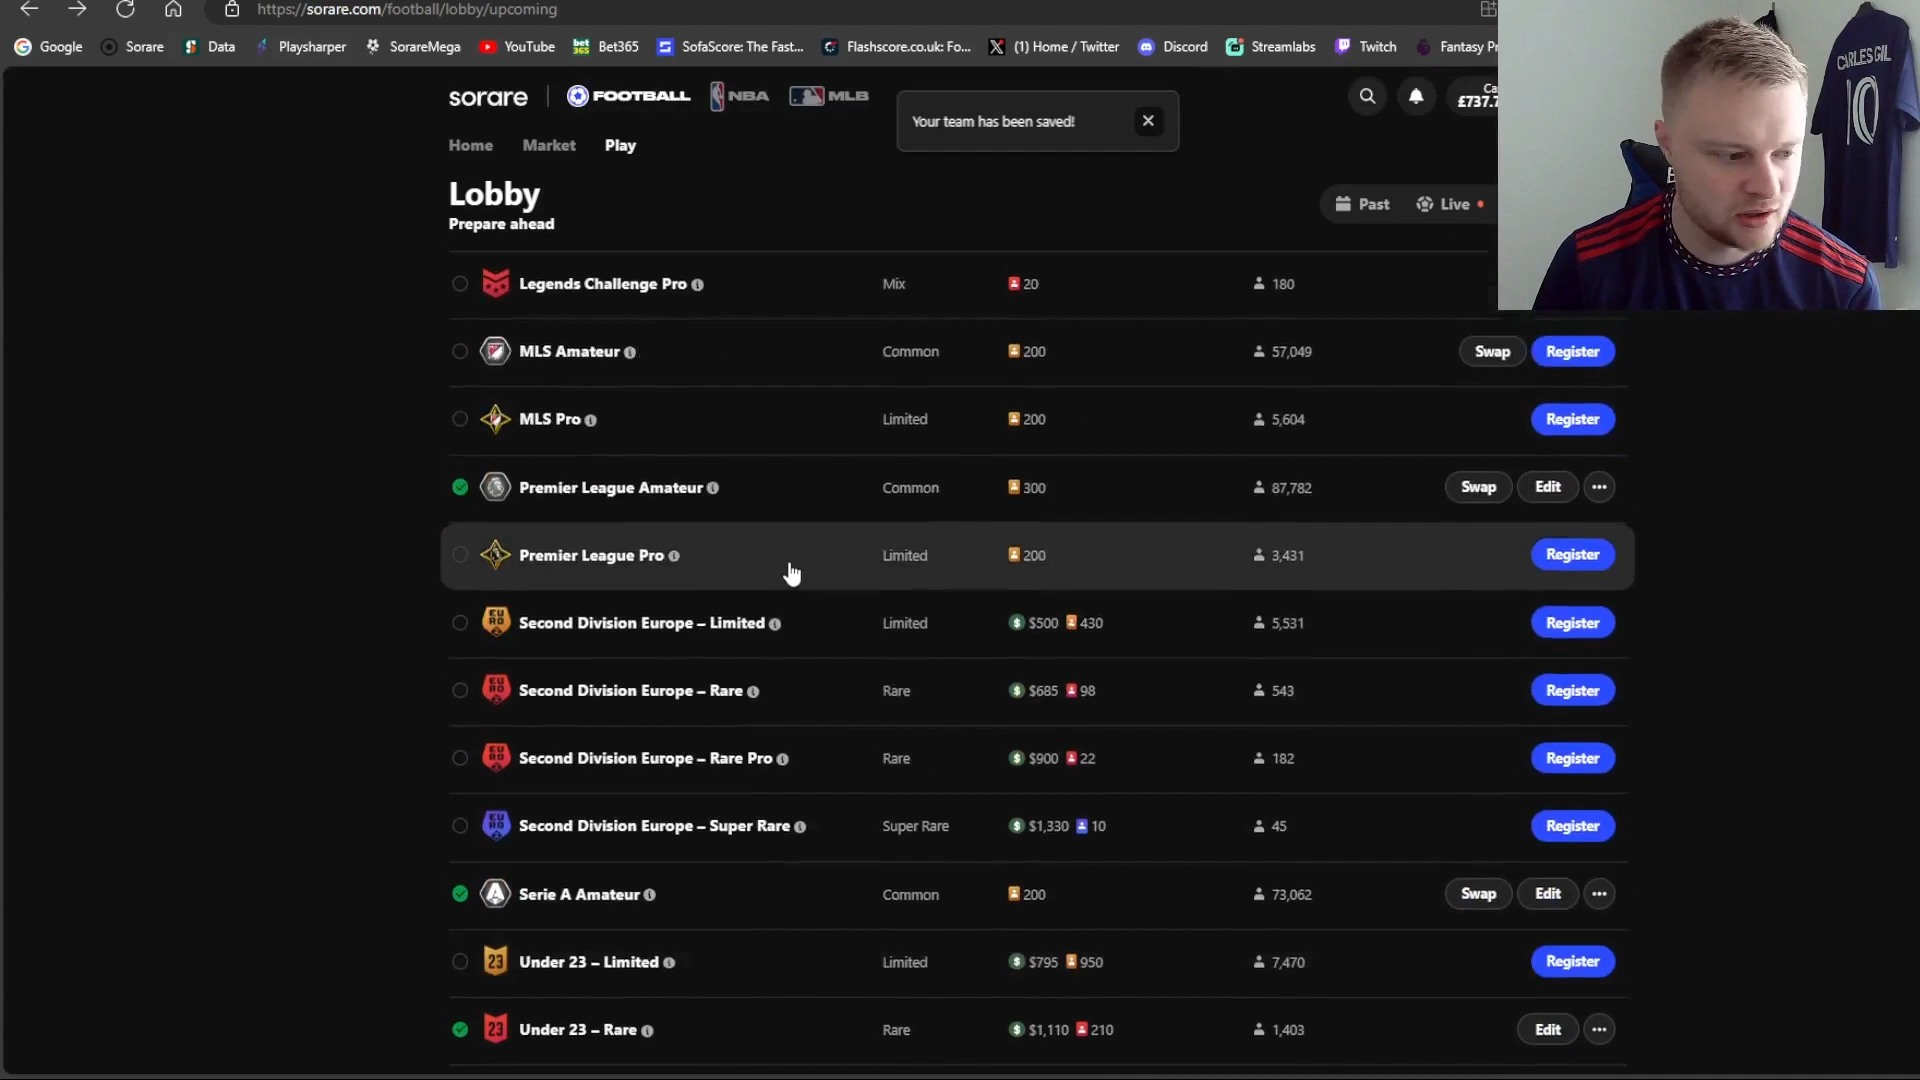 https://sorare.com/football/lobby/upcoming
Google Sorare Data Playsharper SorareMega YouTube Bet365 SofaScore: The Fast... Flashscore.co.uk: Fo... (1) Home / Twitter Discord Streamlabs Twitch Fantasy Pr
sorare FOOTBALL NBA MLB
Your team has been saved!
Ca
£737.7
Home Market Play
Lobby
Prepare ahead
Past Live
CARLES GIL
10
Legends Challenge Pro Mix 20 180
MLS Amateur Common 200 57,049 Swap Register
MLS Pro Limited 200 5,604 Register
Premier League Amateur Common 300 87,782 Swap Edit ...
Premier League Pro Limited 200 3,431 Register
Second Division Europe – Limited Limited $500 430 5,531 Register
Second Division Europe – Rare Rare $685 98 543 Register
Second Division Europe – Rare Pro Rare $900 22 182 Register
Second Division Europe – Super Rare Super Rare $1,330 10 45 Register
Serie A Amateur Common 200 73,062 Swap Edit ...
23 Under 23 – Limited Limited $795 950 7,470 Register
23 Under 23 – Rare Rare $1,110 210 1,403 Edit ...